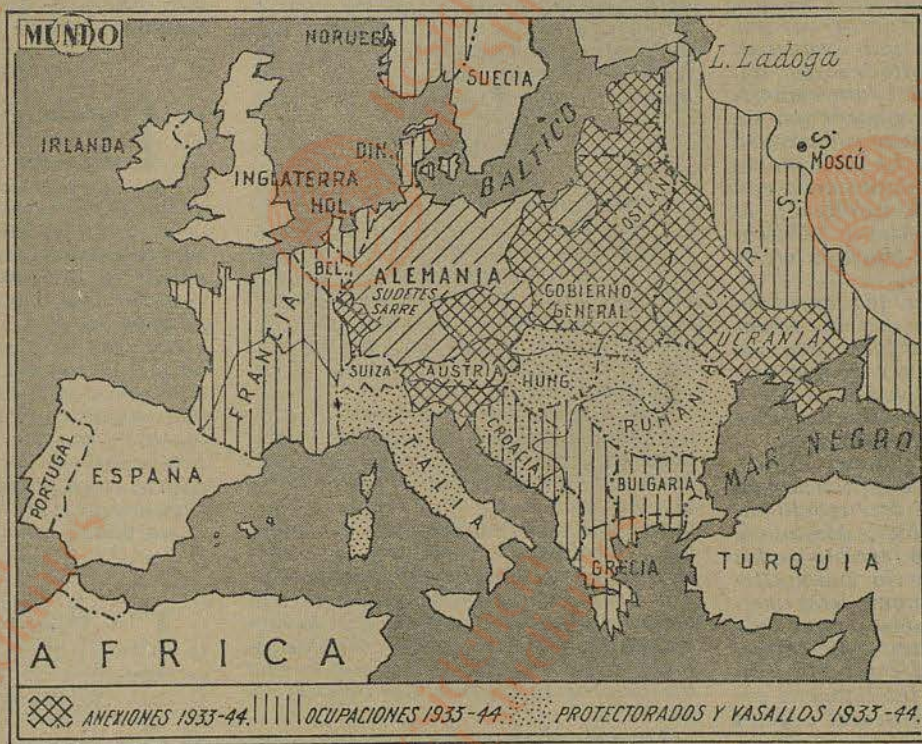 MUNDO
NORUEGA
SUECIA
L. Ladoga
IRLANDA
INGLATERRA
DIN.
BALTICO
Moscú
HOL.
OSTLAND
U. R. S. S.
BEL.
ALEMANIA
SUDETES
SARRE
GOBIERNO
GENERAL
UCRANIA
FRANCIA
SUIZA
AUSTRIA
HUNG.
RUMANIA
CROACIA
ITALIA
MAR NEGRO
PORTUGAL
ESPAÑA
BULGARIA
GRECIA
TURQUIA
AFRICA
ANEXIONES 1933-44.
OCUPACIONES 1933-44.
PROTECTORADOS Y VASALLOS 1933-44.